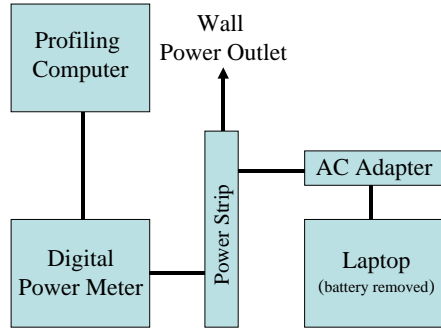 Profiling
Computer
Wall
Power Outlet
Power Strip
AC Adapter
Digital
Power Meter
Laptop
(battery removed)